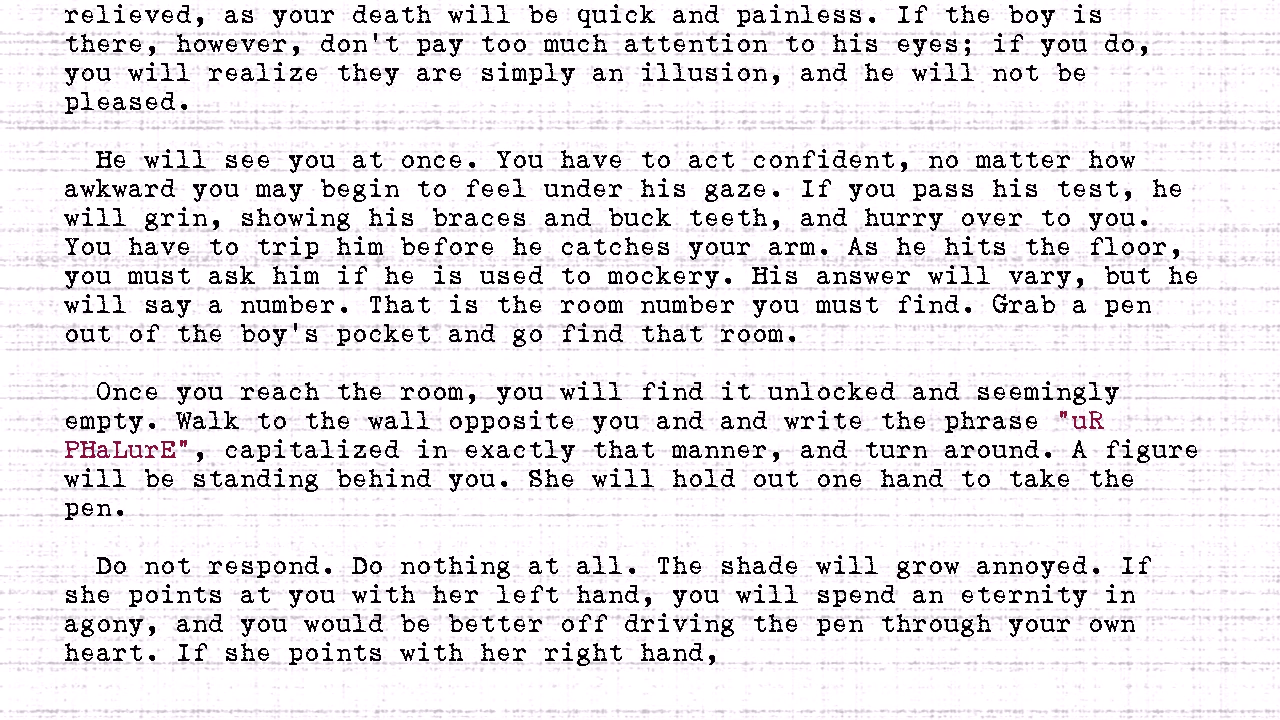 relieved, as your death will be quick and painless. If the boy is
there, however, don't pay too much attention to his eyes; if you do,
you will realize they are simply an illusion, and he will not be
pleased.
He will see you at once. You have to act confident, no matter how
awkward you may begin to feel under his gaze. If you pass his test, he
will grin, showing his braces and buck teeth, and hurry over to you.
You have to trip him before he catches your arm. As he hits the floor,
you must ask him if he is used to mockery. His answer will vary, but he
will say a number. That is the room number you must find. Grab a pen
out of the boy's pocket and go find that room.
Once you reach the room, you will find it unlocked and seemingly
empty. Walk to the wall opposite you and and write the phrase "uR
PHaLurE", capitalized in exactly that manner, and turn around. A figure
will be standing behind you. She will hold out one hand to take the
pen.
Do not respond. Do nothing at all. The shade will grow annoyed. If
she points at you with her left hand, you will spend an eternity in
agony, and you would be better off driving the pen through your own
heart. If she points with her right hand,